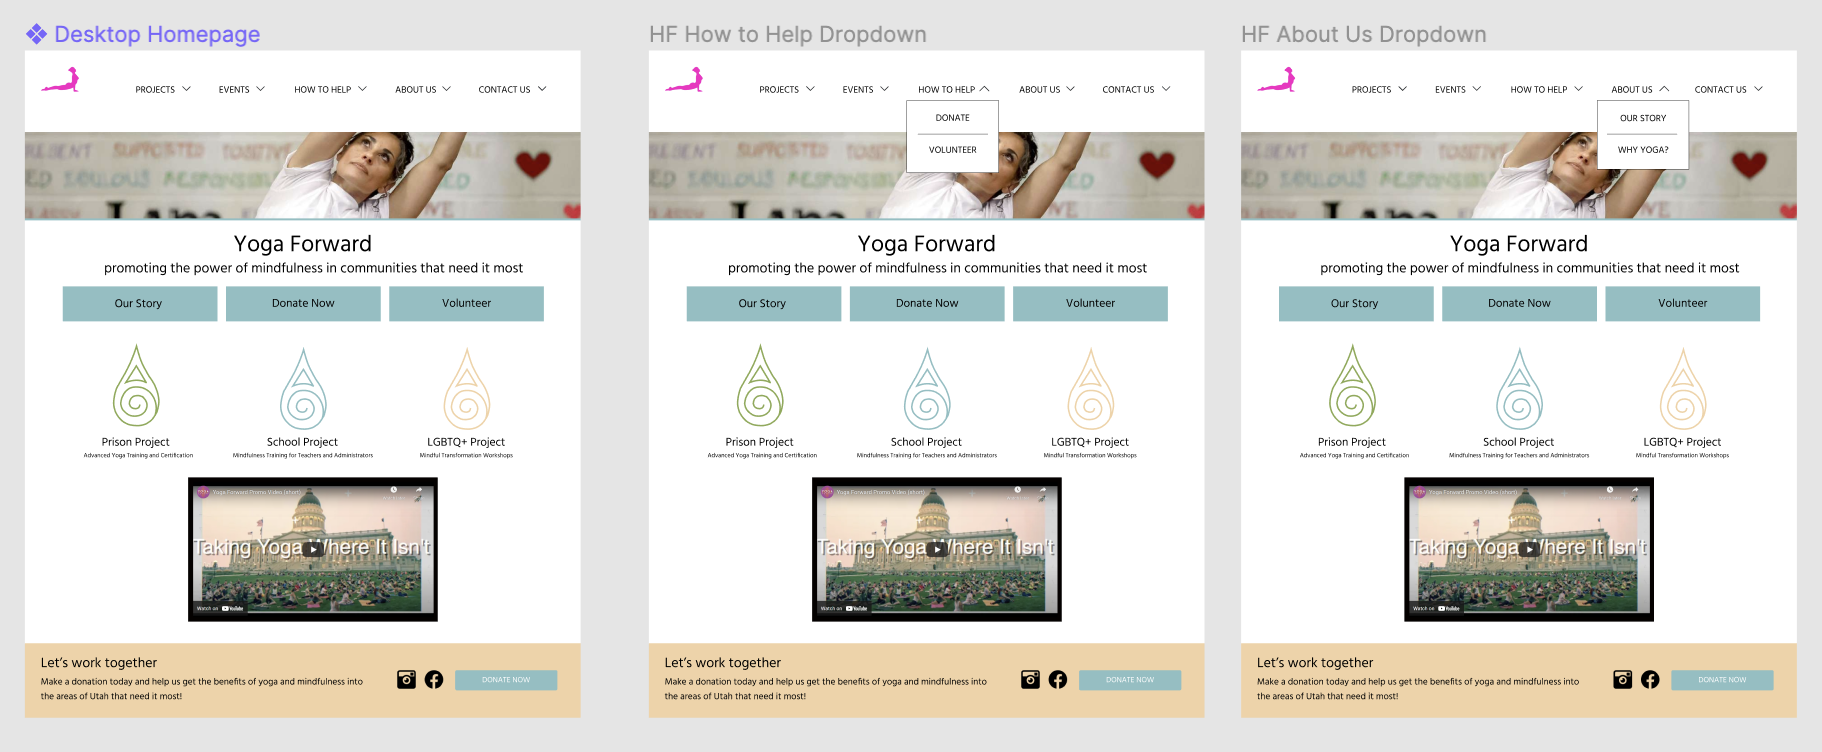 Desktop Homepage
PROJECTS EVENTS HOW TO HELP ABOUT US CONTACT US
SUPPORTED
Yoga Forward
promoting the power of mindfulness in communities that need it most
Our Story Donate Now Volunteer
Prison Project School Project LGBTQ+ Project
Advanced Yoga Training and Certification Mindfulness Training for Teachers and Administrators Mindful Transformation Workshops
Yoga Forward Promo Video (short)
Taking Yoga Where It Isn't
Watch on YouTube
Let's work together
Make a donation today and help us get the benefits of yoga and mindfulness into
the areas of Utah that need it most!
DONATE NOW
HF How to Help Dropdown
PROJECTS EVENTS HOW TO HELP ABOUT US CONTACT US
DONATE
VOLUNTEER
SUPPORTED
Yoga Forward
promoting the power of mindfulness in communities that need it most
Our Story Donate Now Volunteer
Prison Project School Project LGBTQ+ Project
Advanced Yoga Training and Certification Mindfulness Training for Teachers and Administrators Mindful Transformation Workshops
Yoga Forward Promo Video (short)
Taking Yoga Where It Isn't
Watch on YouTube
Let's work together
Make a donation today and help us get the benefits of yoga and mindfulness into
the areas of Utah that need it most!
DONATE NOW
HF About Us Dropdown
PROJECTS EVENTS HOW TO HELP ABOUT US CONTACT US
OUR STORY
WHY YOGA?
SUPPORTED
Yoga Forward
promoting the power of mindfulness in communities that need it most
Our Story Donate Now Volunteer
Prison Project School Project LGBTQ+ Project
Advanced Yoga Training and Certification Mindfulness Training for Teachers and Administrators Mindful Transformation Workshops
Yoga Forward Promo Video (short)
Taking Yoga Where It Isn't
Watch on YouTube
Let's work together
Make a donation today and help us get the benefits of yoga and mindfulness into
the areas of Utah that need it most!
DONATE NOW